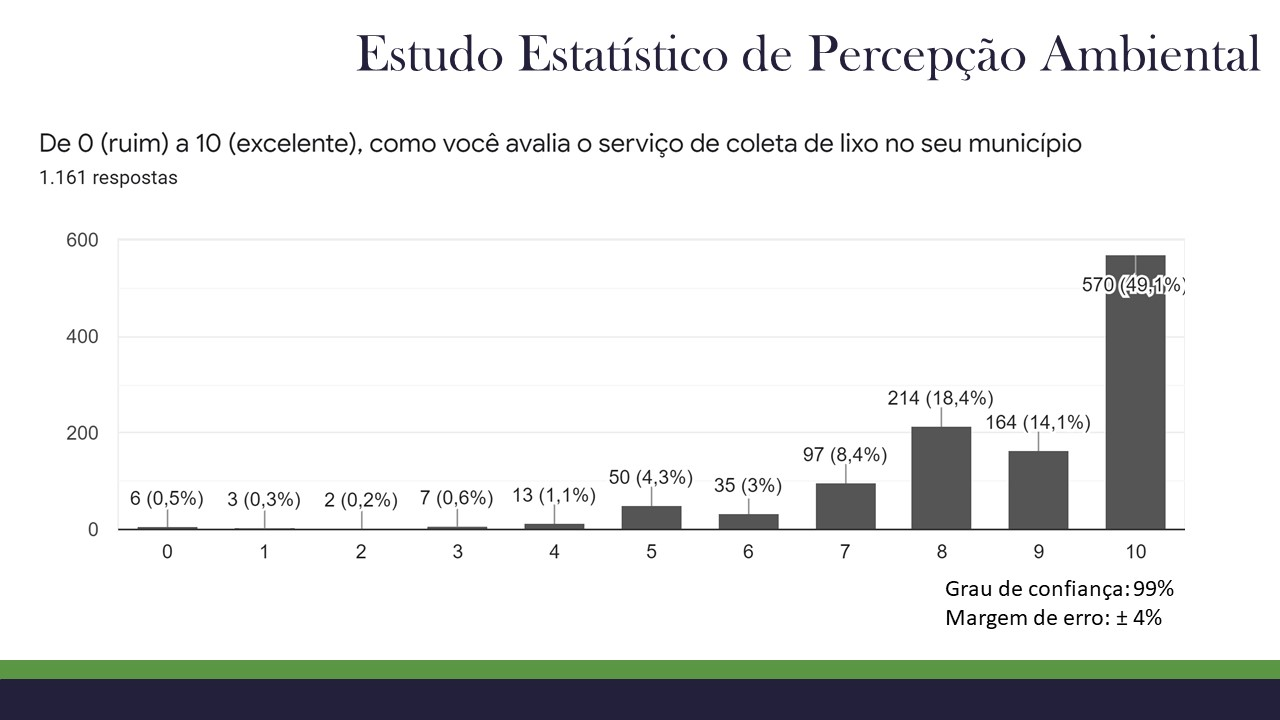 Estudo Estatístico de Percepção Ambiental
De 0 (ruim) a 10 (excelente), como você avalia o serviço de coleta de lixo no seu município
1.161 respostas
600
400
200
0
6 (0,5%)
3 (0,3%)
2 (0,2%)
7 (0,6%)
13 (1,1%)
50 (4,3%)
35 (3%)
97 (8,4%)
214 (18,4%)
164 (14,1%)
570 (49,1%)
0 1 2 3 4 5 6 7 8 9 10
Grau de confiança: 99%
Margem de erro: ± 4%